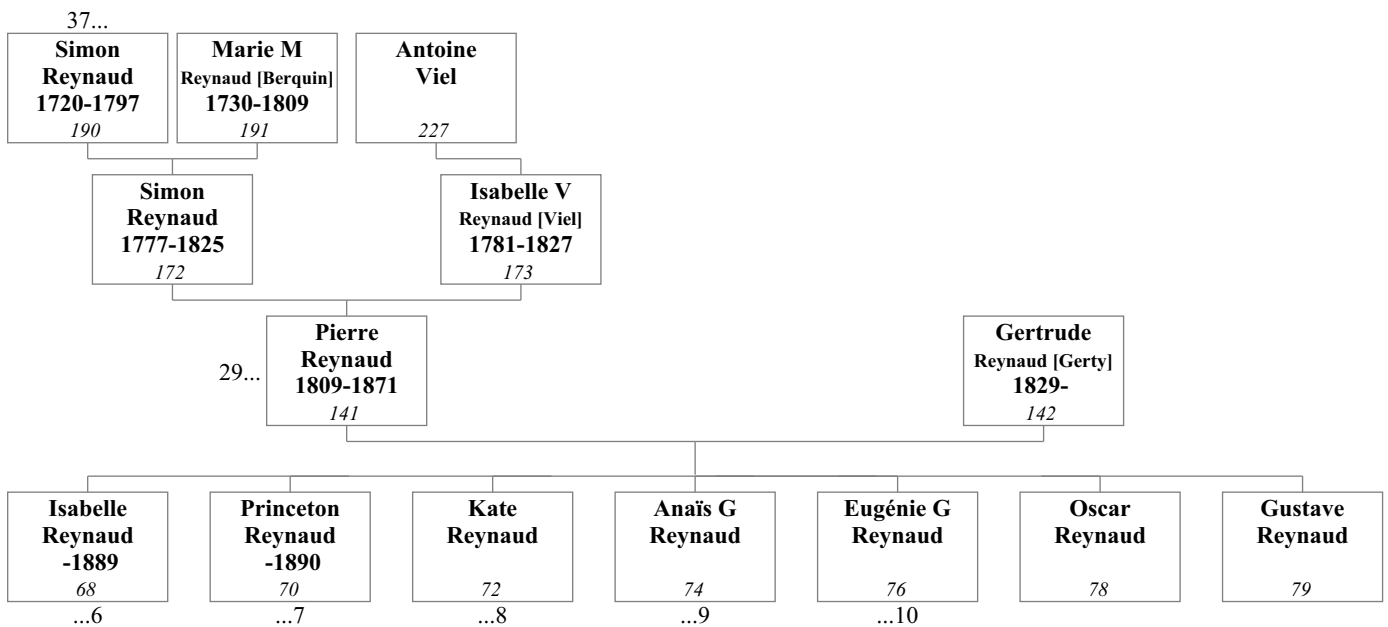 37...
Simon
Reynaud
1720-1797
190
Marie M
Reynaud [Berquin]
1730-1809
191
Antoine
Viel
227
Simon
Reynaud
1777-1825
172
Isabelle V
Reynaud [Viel]
1781-1827
173
29...
Pierre
Reynaud
1809-1871
141
Gertrude
Reynaud [Gerty]
1829-
142
Isabelle
Reynaud
-1889
68
...6
Princeton
Reynaud
-1890
70
...7
Kate
Reynaud
72
...8
Anaïs G
Reynaud
74
...9
Eugénie G
Reynaud
76
...10
Oscar
Reynaud
78
Gustave
Reynaud
79